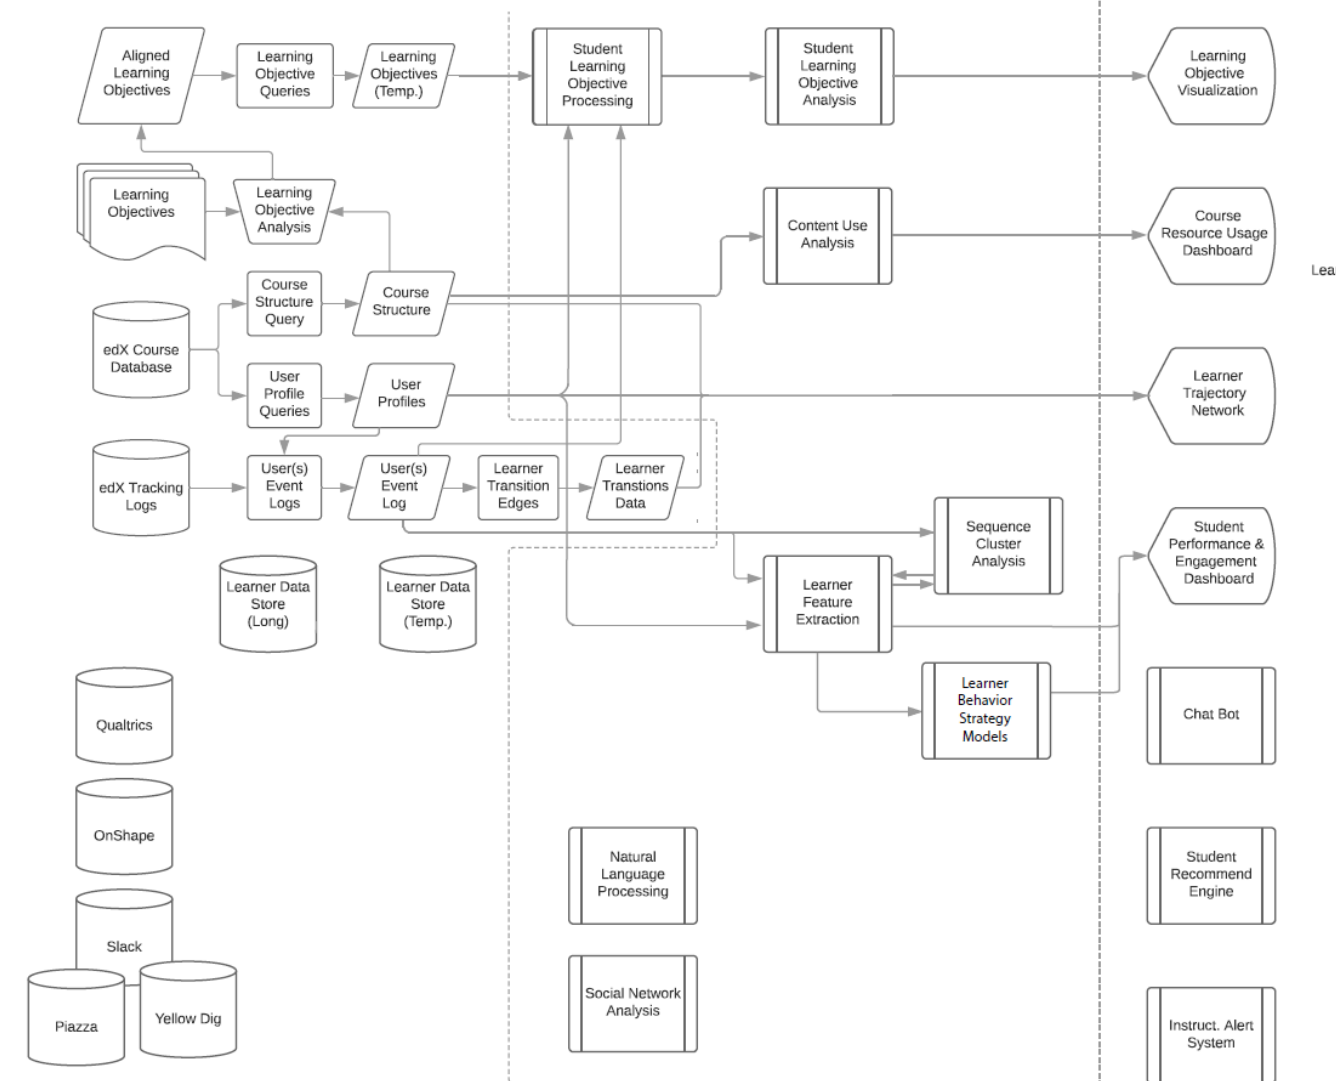 Aligned
Learning
Objectives
Learning
Objective
Queries
Learning
Objectives
(Temp.)
Student
Learning
Objective
Processing
Student
Learning
Objective
Analysis
Learning
Objective
Visualization
Learning
Objectives
Learning
Objective
Analysis
Content Use
Analysis
Course
Resource Usage
Dashboard
Lear
Course
Structure
Query
Course
Structure
edX Course
Database
User
Profile
Queries
User
Profiles
Learner
Trajectory
Network
edX Tracking
Logs
User(s)
Event
Logs
User(s)
Event
Log
Learner
Transition
Edges
Learner
Transtions
Data
Sequence
Cluster
Analysis
Student
Performance &
Engagement
Dashboard
Learner Data
Store
(Long)
Learner Data
Store
(Temp.)
Learner
Feature
Extraction
Learner
Behavior
Strategy
Models
Qualtrics
Chat Bot
OnShape
Natural
Language
Processing
Student
Recommend
Engine
Slack
Piazza
Yellow Dig
Social Network
Analysis
Instruct. Alert
System